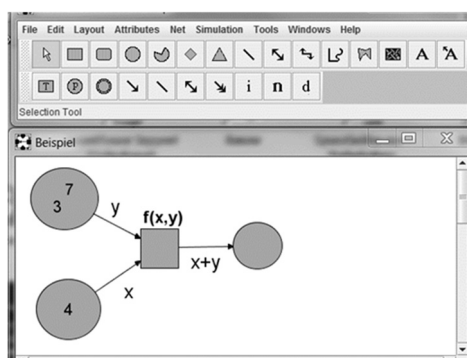 File Edit Layout Attributes Net Simulation Tools Windows Help
A A
T P i n d
Selection Tool
Beispiel
7
3
y
f(x,y)
x+y
x
4